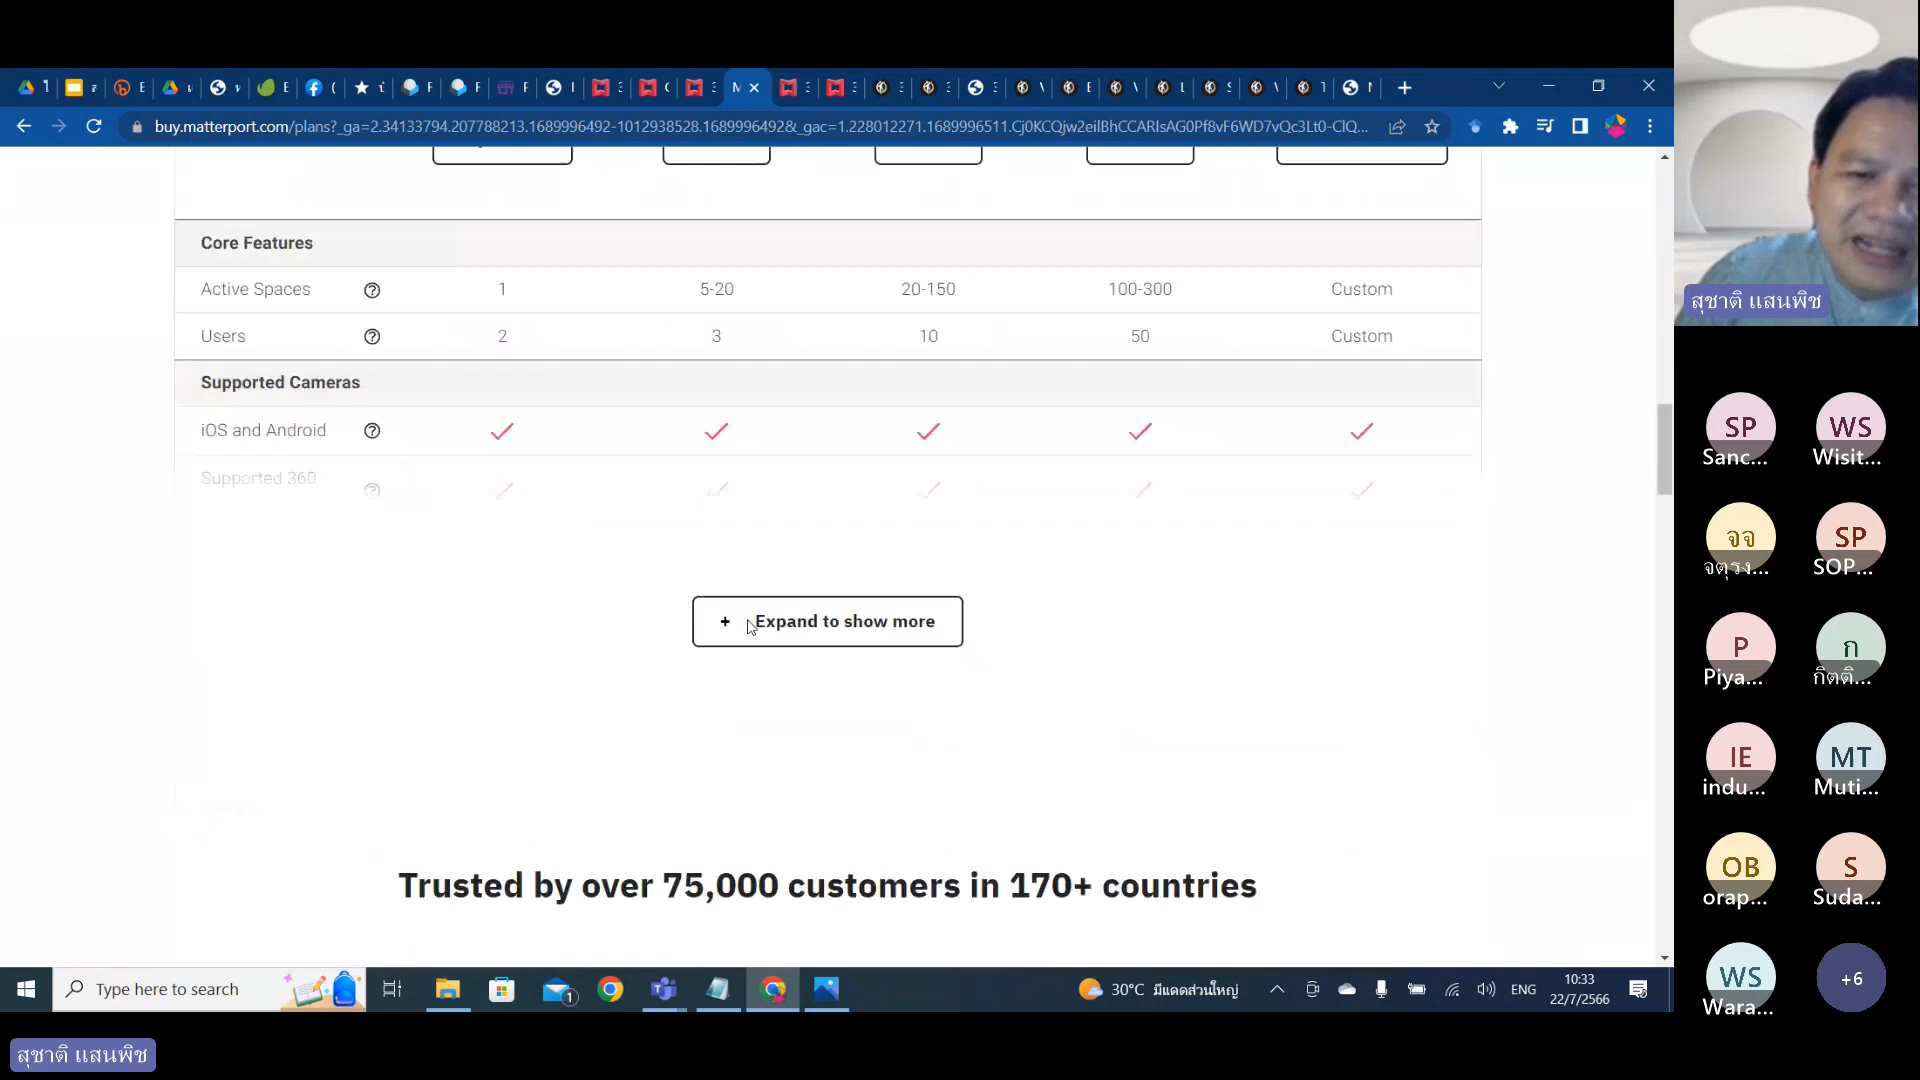 buy.matterport.com/plans?_ga=2.34133794.207788213.1689996492-1012938528.1689996492&_gac=1.228012271.1689996511.Cj0KCQjw2eilBhCCARIsAG0Pf8vF6WD7vQc3Lt0-ClQ...
Core Features
Active Spaces 1 5-20 20-150 100-300 Custom
Users 2 3 10 50 Custom
Supported Cameras
iOS and Android
Supported 360
+ Expand to show more
Trusted by over 75,000 customers in 170+ countries
Type here to search
1
30°C มีแดดส่วนใหญ่
ENG
10:33
22/7/2566
สุชาติ แสนพิช
SP
Sanc...
WS
Wisit...
จจ
จตุรง...
SP
SOP...
P
Piya...
ก
กิตติ...
IE
indu...
MT
Muti...
OB
orap...
S
Suda...
WS
Wara...
+6
สุชาติ แสนพิช